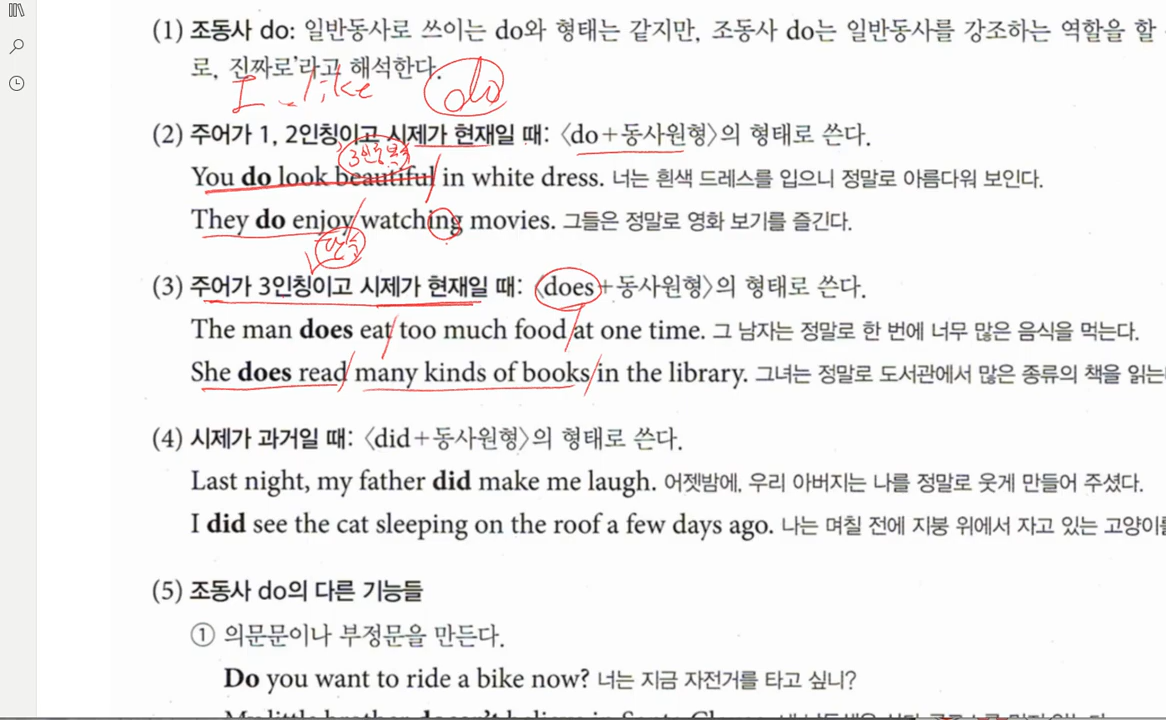 (1) 조동사 do: 일반동사로 쓰이는 do와 형태는 같지만, 조동사 do는 일반동사를 강조하는 역할을 할
로, 진짜로'라고 해석한다.
I like do
(2) 주어가 1, 2인칭이고 시제가 현재일 때: 〈do+동사원형〉의 형태로 쓴다.
You do look beautiful in white dress. 너는 흰색 드레스를 입으니 정말로 아름다워 보인다.
They do enjoy watching movies. 그들은 정말로 영화 보기를 즐긴다.
(3) 주어가 3인칭이고 시제가 현재일 때: 〈does+동사원형〉의 형태로 쓴다.
The man does eat too much food at one time. 그 남자는 정말로 한 번에 너무 많은 음식을 먹는다.
She does read many kinds of books in the library. 그녀는 정말로 도서관에서 많은 종류의 책을 읽는
(4) 시제가 과거일 때: 〈did+동사원형〉의 형태로 쓴다.
Last night, my father did make me laugh. 어젯밤에, 우리 아버지는 나를 정말로 웃게 만들어 주셨다.
I did see the cat sleeping on the roof a few days ago. 나는 며칠 전에 지붕 위에서 자고 있는 고양이를
(5) 조동사 do의 다른 기능들
① 의문문이나 부정문을 만든다.
Do you want to ride a bike now? 너는 지금 자전거를 타고 싶니?
My little brother doesn't believe in Santa Claus.